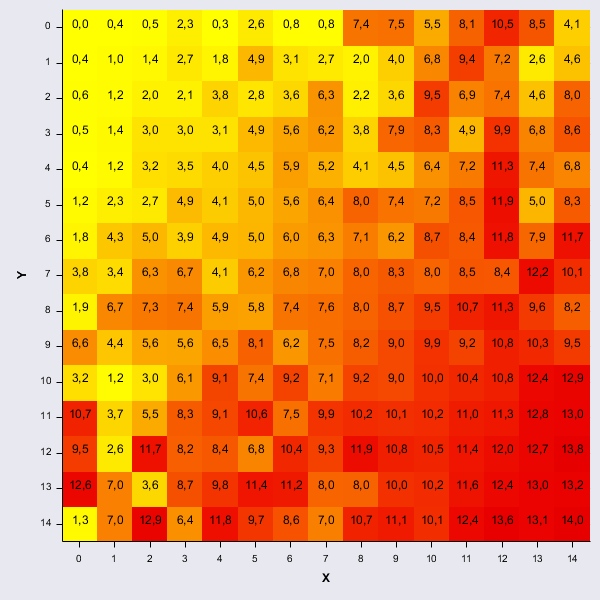 0 0,0 0,4 0,5 2,3 0,3 2,6 0,8 0,8 7,4 7,5 5,5 8,1 10,5 8,5 4,1
1 0,4 1,0 1,4 2,7 1,8 4,9 3,1 2,7 2,0 4,0 6,8 9,4 7,2 2,6 4,6
2 0,6 1,2 2,0 2,1 3,8 2,8 3,6 6,3 2,2 3,6 9,5 6,9 7,4 4,6 8,0
3 0,5 1,4 3,0 3,0 3,1 4,9 5,6 6,2 3,8 7,9 8,3 4,9 9,9 6,8 8,6
4 0,4 1,2 3,2 3,5 4,0 4,5 5,9 5,2 4,1 4,5 6,4 7,2 11,3 7,4 6,8
5 1,2 2,3 2,7 4,9 4,1 5,0 5,6 6,4 8,0 7,4 7,2 8,5 11,9 5,0 8,3
6 1,8 4,3 5,0 3,9 4,9 5,0 6,0 6,3 7,1 6,2 8,7 8,4 11,8 7,9 11,7
Y
7 3,8 3,4 6,3 6,7 4,1 6,2 6,8 7,0 8,0 8,3 8,0 8,5 8,4 12,2 10,1
8 1,9 6,7 7,3 7,4 5,9 5,8 7,4 7,6 8,0 8,7 9,5 10,7 11,3 9,6 8,2
9 6,6 4,4 5,6 5,6 6,5 8,1 6,2 7,5 8,2 9,0 9,9 9,2 10,8 10,3 9,5
10 3,2 1,2 3,0 6,1 9,1 7,4 9,2 7,1 9,2 9,0 10,0 10,4 10,8 12,4 12,9
11 10,7 3,7 5,5 8,3 9,1 10,6 7,5 9,9 10,2 10,1 10,2 11,0 11,3 12,8 13,0
12 9,5 2,6 11,7 8,2 8,4 6,8 10,4 9,3 11,9 10,8 10,5 11,4 12,0 12,7 13,8
13 12,6 7,0 3,6 8,7 9,8 11,4 11,2 8,0 8,0 10,0 10,2 11,6 12,4 13,0 13,2
14 1,3 7,0 12,9 6,4 11,8 9,7 8,6 7,0 10,7 11,1 10,1 12,4 13,6 13,1 14,0
0 1 2 3 4 5 6 7 8 9 10 11 12 13 14
X